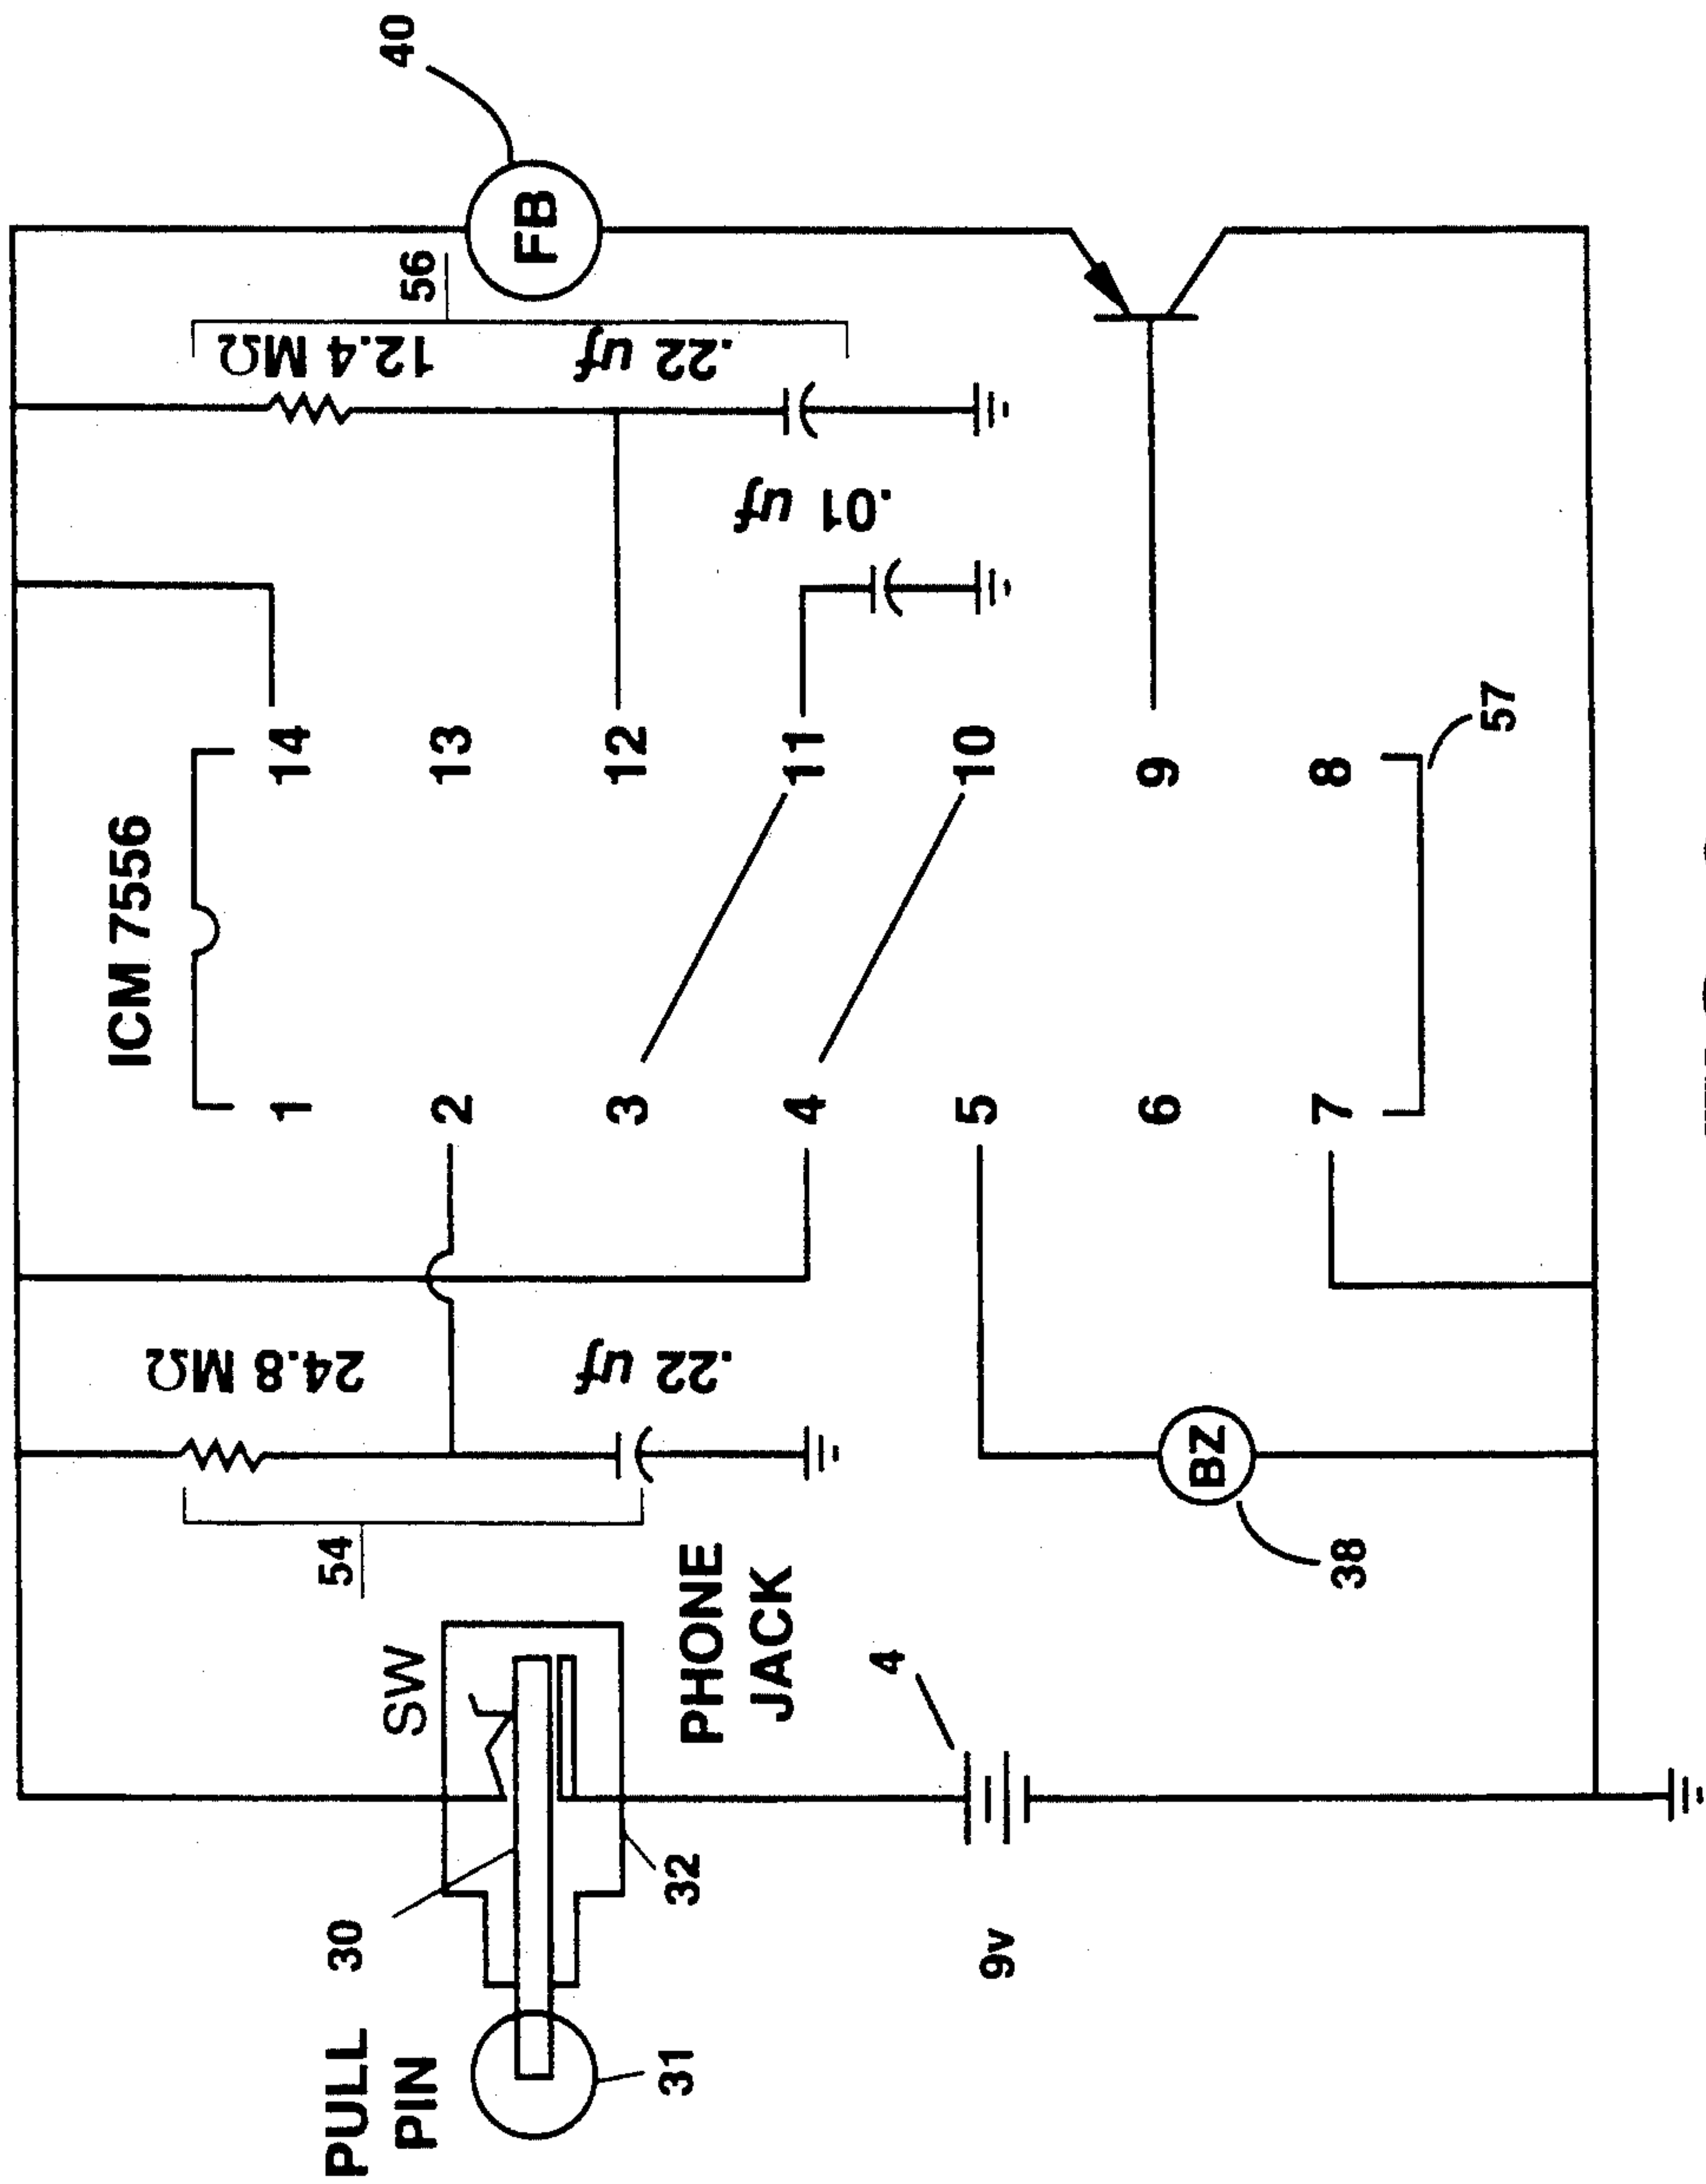 ICM 7556
1
2
3
4
5
6
7
14
13
12
11
10
9
8
57
24.8 MΩ
.22 uf
54
12.4 MΩ
.22 uf
56
.01 uf
FB
40
BZ
38
SW
PHONE
JACK
PULL
PIN
30
31
32
4
9v